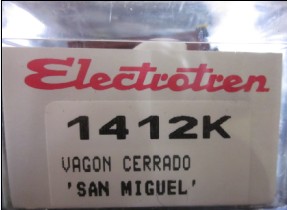 Electrotren
1412K
VAGON CERRADO
'SAN MIGUEL'